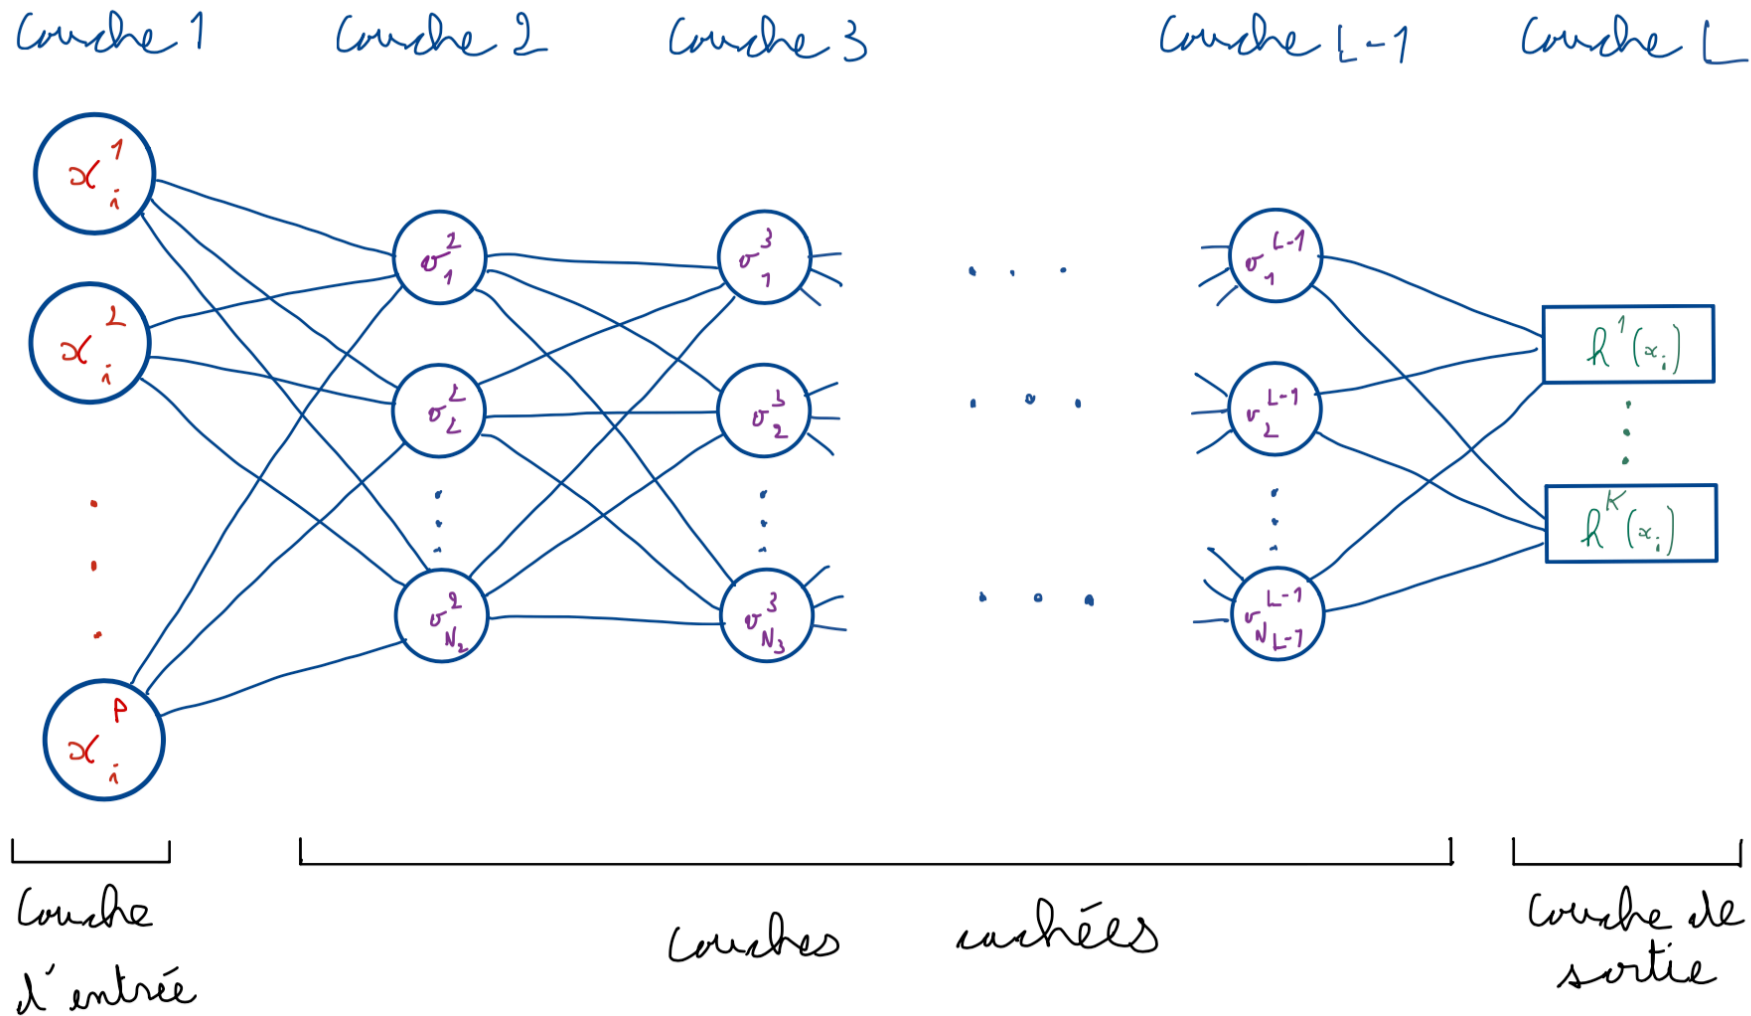 Couche 1 Couche 2 Couche 3 Couche L-1 Couche L
x_i^1
σ_1^2 σ_1^3 σ_1^{L-1}
x_i^2
h^1(x_i)
σ_2^2 σ_2^3 σ_2^{L-1}
h^K(x_i)
σ_{N_2}^2 σ_{N_3}^3 σ_{N_{L-1}}^{L-1}
x_i^p
Couche
d'entrée
couches cachées
Couche de
sortie